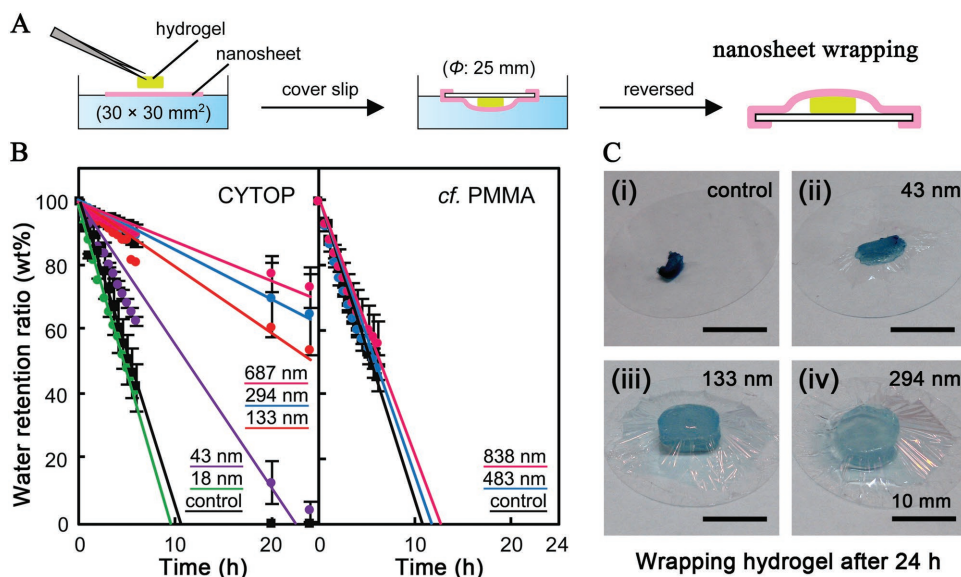 A
hydrogel
nanosheet
(30 × 30 mm²)
cover slip
(Φ: 25 mm)
reversed
nanosheet wrapping
B
Water retention ratio (wt%)
100
80
60
40
20
0
CYTOP
687 nm
294 nm
133 nm
43 nm
18 nm
control
0 10 20
Time (h)
cf. PMMA
838 nm
483 nm
control
0 10 20 24
Time (h)
C
(i) control
(ii) 43 nm
(iii) 133 nm
(iv) 294 nm
10 mm
Wrapping hydrogel after 24 h